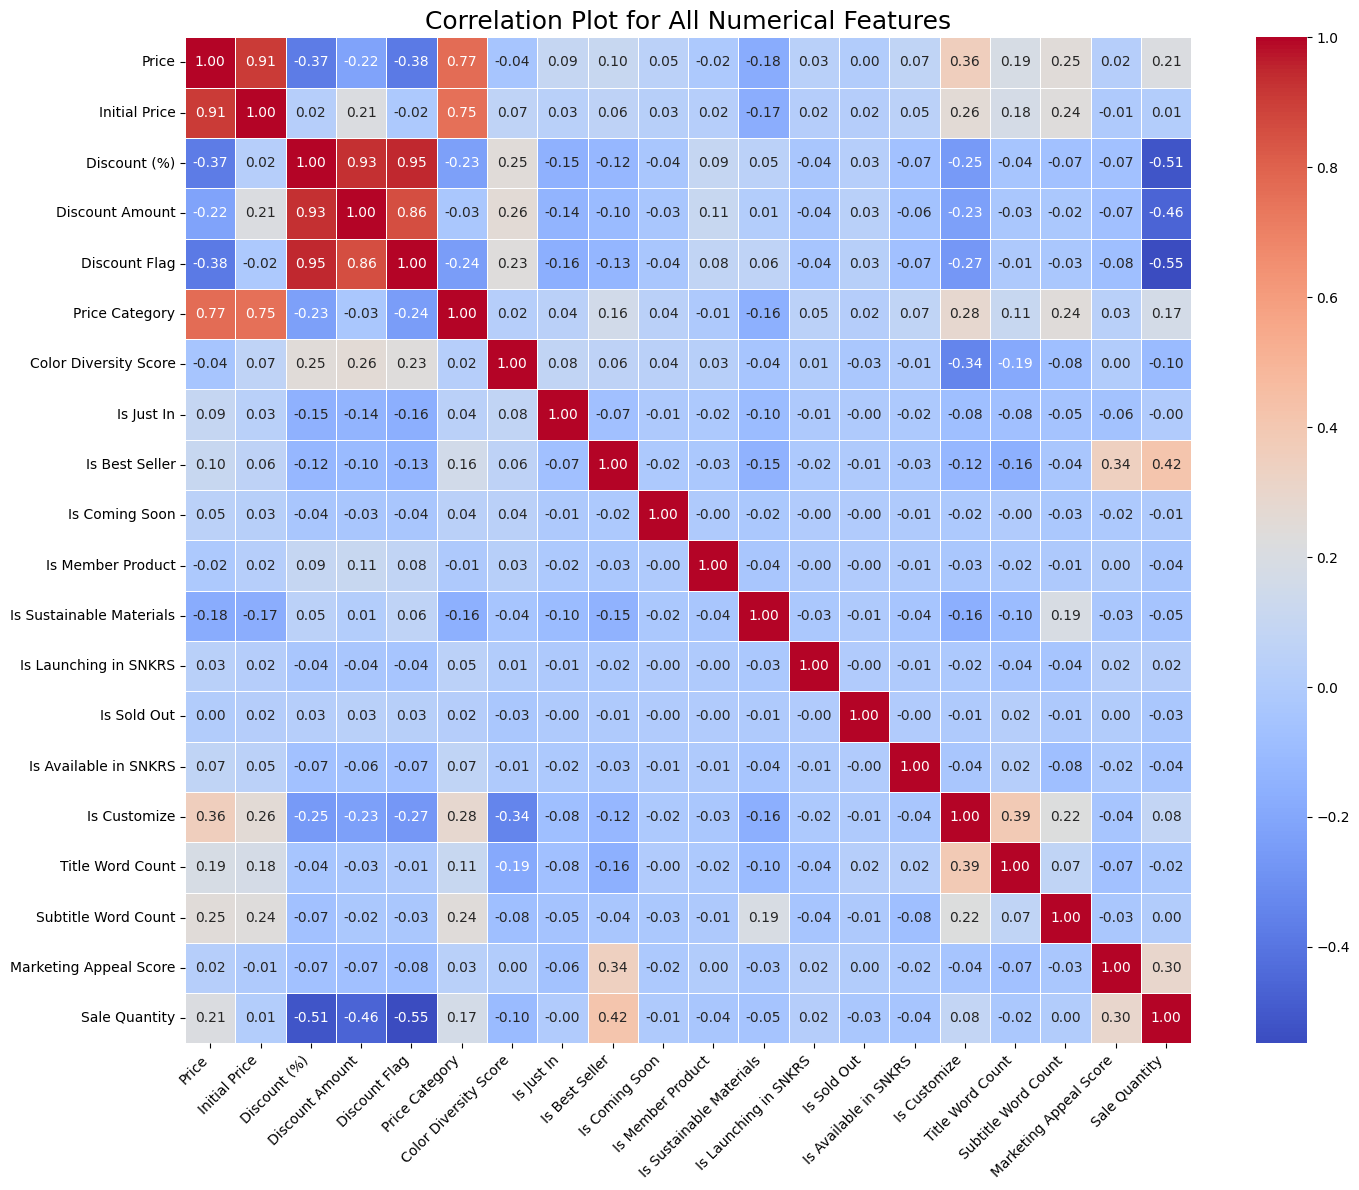 Correlation Plot for All Numerical Features
Price 1.00 0.91 -0.37 -0.22 -0.38 0.77 -0.04 0.09 0.10 0.05 -0.02 -0.18 0.03 0.00 0.07 0.36 0.19 0.25 0.02 0.21
Initial Price 0.91 1.00 0.02 0.21 -0.02 0.75 0.07 0.03 0.06 0.03 0.02 -0.17 0.02 0.02 0.05 0.26 0.18 0.24 -0.01 0.01
Discount (%) -0.37 0.02 1.00 0.93 0.95 -0.23 0.25 -0.15 -0.12 -0.04 0.09 0.05 -0.04 0.03 -0.07 -0.25 -0.04 -0.07 -0.07 -0.51
Discount Amount -0.22 0.21 0.93 1.00 0.86 -0.03 0.26 -0.14 -0.10 -0.03 0.11 0.01 -0.04 0.03 -0.06 -0.23 -0.03 -0.02 -0.07 -0.46
Discount Flag -0.38 -0.02 0.95 0.86 1.00 -0.24 0.23 -0.16 -0.13 -0.04 0.08 0.06 -0.04 0.03 -0.07 -0.27 -0.01 -0.03 -0.08 -0.55
Price Category 0.77 0.75 -0.23 -0.03 -0.24 1.00 0.02 0.04 0.16 0.04 -0.01 -0.16 0.05 0.02 0.07 0.28 0.11 0.24 0.03 0.17
Color Diversity Score -0.04 0.07 0.25 0.26 0.23 0.02 1.00 0.08 0.06 0.04 0.03 -0.04 0.01 -0.03 -0.01 -0.34 -0.19 -0.08 0.00 -0.10
Is Just In 0.09 0.03 -0.15 -0.14 -0.16 0.04 0.08 1.00 -0.07 -0.01 -0.02 -0.10 -0.01 -0.00 -0.02 -0.08 -0.08 -0.05 -0.06 -0.00
Is Best Seller 0.10 0.06 -0.12 -0.10 -0.13 0.16 0.06 -0.07 1.00 -0.02 -0.03 -0.15 -0.02 -0.01 -0.03 -0.12 -0.16 -0.04 0.34 0.42
Is Coming Soon 0.05 0.03 -0.04 -0.03 -0.04 0.04 0.04 -0.01 -0.02 1.00 -0.00 -0.02 -0.00 -0.00 -0.01 -0.02 -0.00 -0.03 -0.02 -0.01
Is Member Product -0.02 0.02 0.09 0.11 0.08 -0.01 0.03 -0.02 -0.03 -0.00 1.00 -0.04 -0.00 -0.00 -0.01 -0.03 -0.02 -0.01 0.00 -0.04
Is Sustainable Materials -0.18 -0.17 0.05 0.01 0.06 -0.16 -0.04 -0.10 -0.15 -0.02 -0.04 1.00 -0.03 -0.01 -0.04 -0.16 -0.10 0.19 -0.03 -0.05
Is Launching in SNKRS 0.03 0.02 -0.04 -0.04 -0.04 0.05 0.01 -0.01 -0.02 -0.00 -0.00 -0.03 1.00 -0.00 -0.01 -0.02 -0.04 -0.04 0.02 0.02
Is Sold Out 0.00 0.02 0.03 0.03 0.03 0.02 -0.03 -0.00 -0.01 -0.00 -0.00 -0.01 -0.00 1.00 -0.00 -0.01 0.02 -0.01 0.00 -0.03
Is Available in SNKRS 0.07 0.05 -0.07 -0.06 -0.07 0.07 -0.01 -0.02 -0.03 -0.01 -0.01 -0.04 -0.01 -0.00 1.00 -0.04 0.02 -0.08 -0.02 -0.04
Is Customize 0.36 0.26 -0.25 -0.23 -0.27 0.28 -0.34 -0.08 -0.12 -0.02 -0.03 -0.16 -0.02 -0.01 -0.04 1.00 0.39 0.22 -0.04 0.08
Title Word Count 0.19 0.18 -0.04 -0.03 -0.01 0.11 -0.19 -0.08 -0.16 -0.00 -0.02 -0.10 -0.04 0.02 0.02 0.39 1.00 0.07 -0.07 -0.02
Subtitle Word Count 0.25 0.24 -0.07 -0.02 -0.03 0.24 -0.08 -0.05 -0.04 -0.03 -0.01 0.19 -0.04 -0.01 -0.08 0.22 0.07 1.00 -0.03 0.00
Marketing Appeal Score 0.02 -0.01 -0.07 -0.07 -0.08 0.03 0.00 -0.06 0.34 -0.02 0.00 -0.03 0.02 0.00 -0.02 -0.04 -0.07 -0.03 1.00 0.30
Sale Quantity 0.21 0.01 -0.51 -0.46 -0.55 0.17 -0.10 -0.00 0.42 -0.01 -0.04 -0.05 0.02 -0.03 -0.04 0.08 -0.02 0.00 0.30 1.00
Price
Initial Price
Discount (%)
Discount Amount
Discount Flag
Price Category
Color Diversity Score
Is Just In
Is Best Seller
Is Coming Soon
Is Member Product
Is Sustainable Materials
Is Launching in SNKRS
Is Sold Out
Is Available in SNKRS
Is Customize
Title Word Count
Subtitle Word Count
Marketing Appeal Score
Sale Quantity
1.0
0.8
0.6
0.4
0.2
0.0
−0.2
−0.4